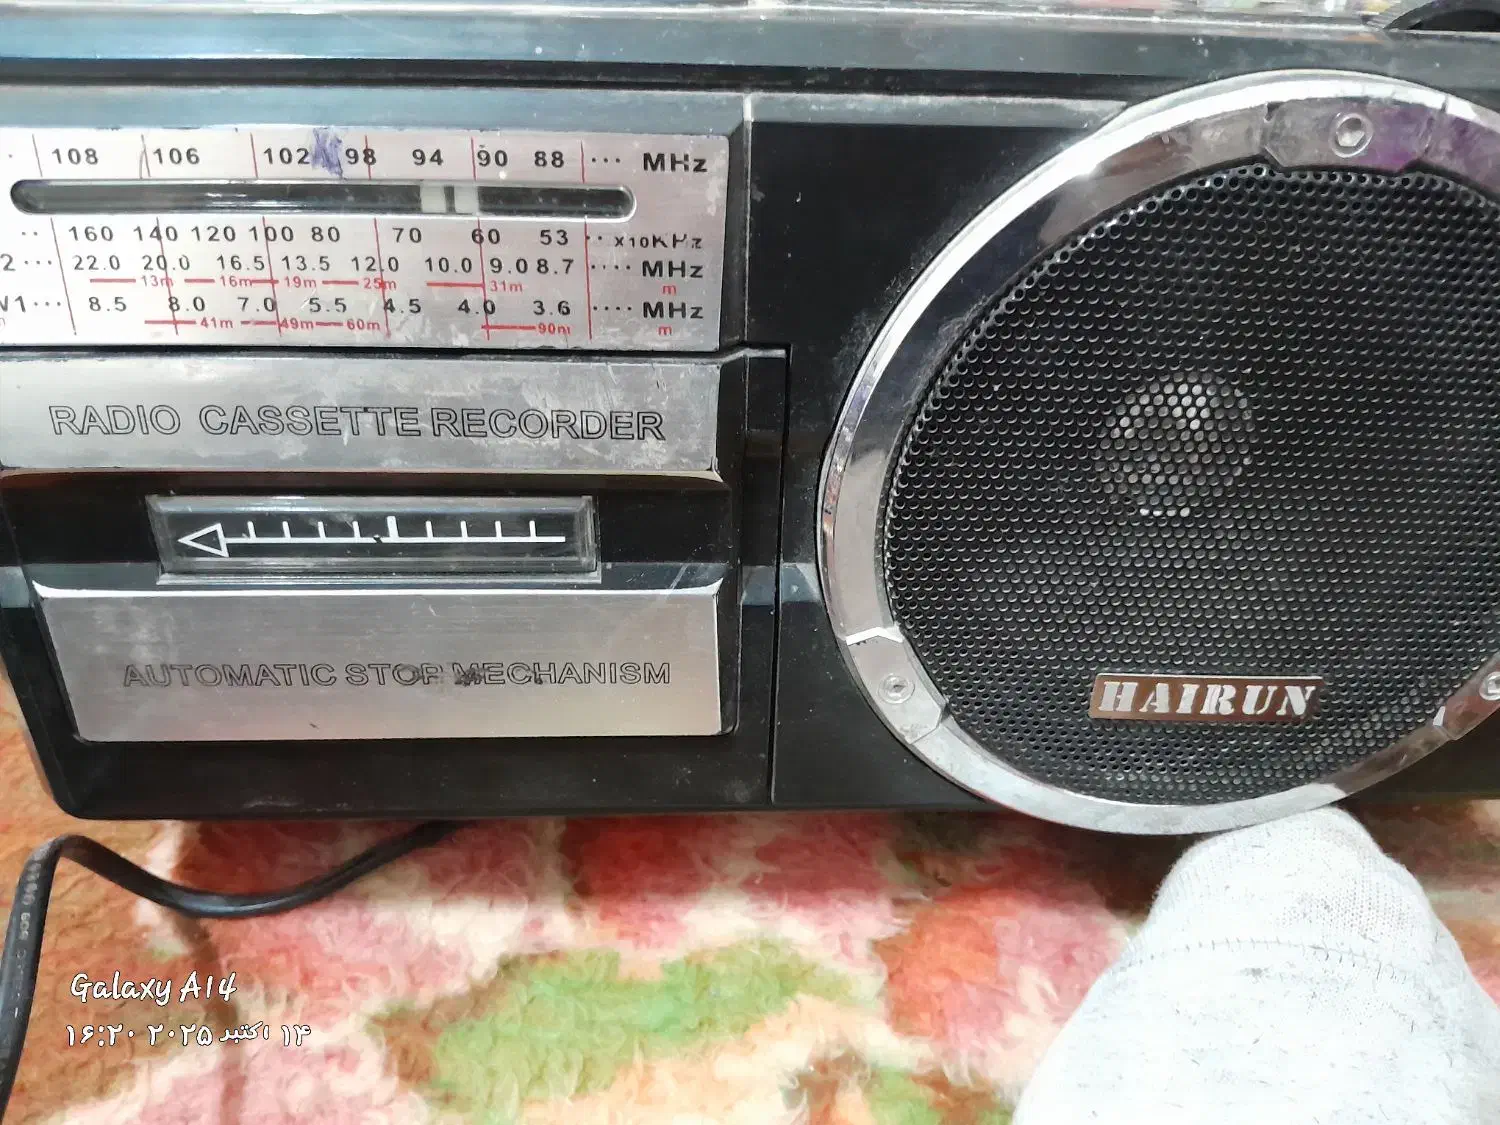 108 106 102 98 94 90 88 ··· MHz
·· 160 140 120 100 80 70 60 53 ·· x10KHz
2 ··· 22.0 20.0 16.5 13.5 12.0 10.0 9.0 8.7 ···· MHz
13m 16m 19m 25m 31m m
W1 ··· 8.5 8.0 7.0 5.5 4.5 4.0 3.6 ···· MHz
41m 49m 60m 90m m
RADIO CASSETTE RECORDER
AUTOMATIC STOP MECHANISM
HAIRUN
Galaxy A14
۱۴ اکتبر ۲۰۲۵ ۱۶:۲۰